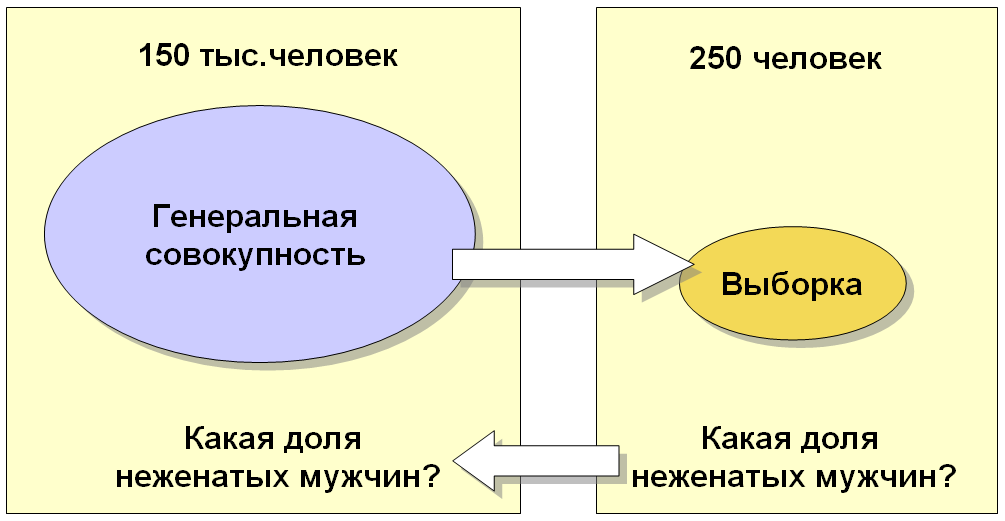 150 тыс.человек
Генеральная
совокупность
Какая доля
неженатых мужчин?
250 человек
Выборка
Какая доля
неженатых мужчин?